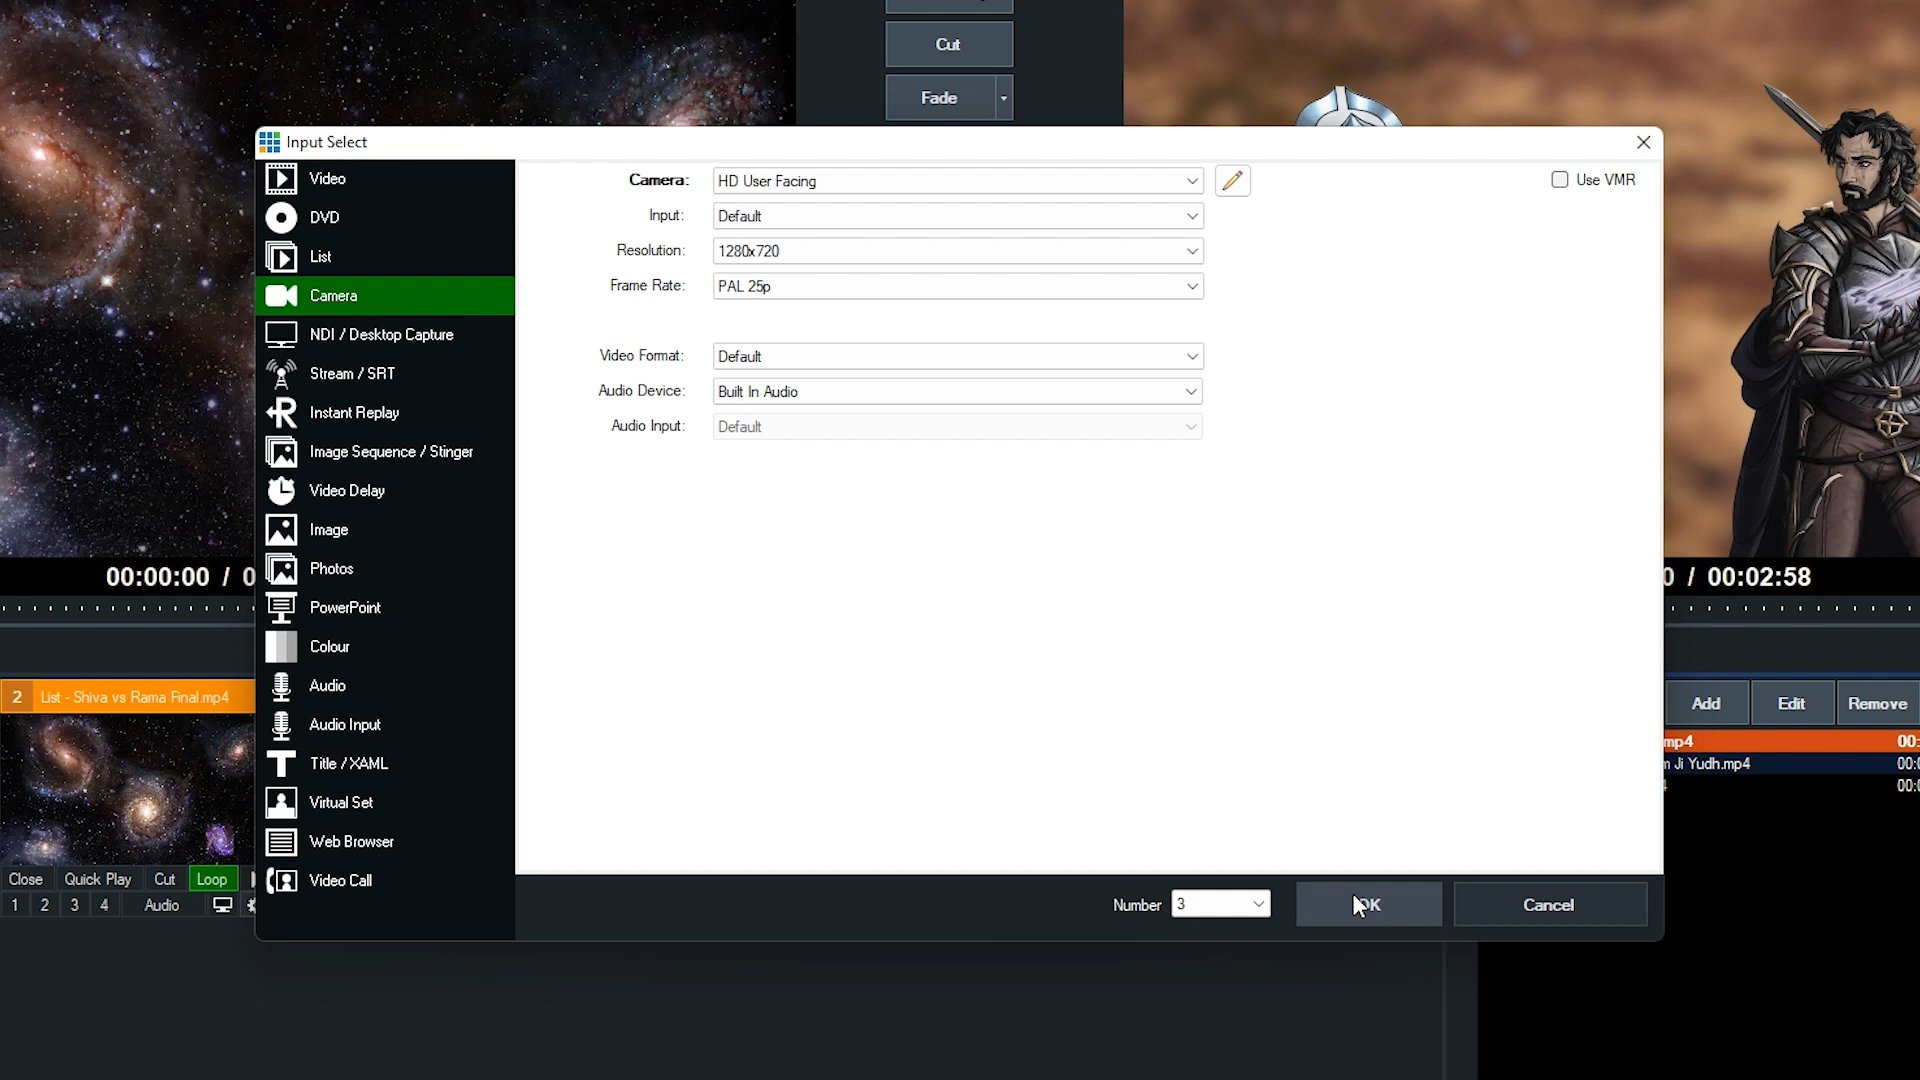 Cut
Fade
Input Select
Video
DVD
List
Camera
NDI / Desktop Capture
Stream / SRT
Instant Replay
Image Sequence / Stinger
Video Delay
Image
Photos
PowerPoint
Colour
Audio
Audio Input
Title / XAML
Virtual Set
Web Browser
Video Call
Camera: HD User Facing
Use VMR
Input: Default
Resolution: 1280x720
Frame Rate: PAL 25p
Video Format: Default
Audio Device: Built In Audio
Audio Input: Default
Number 3
OK
Cancel
00:00:00 / 0
0 / 00:02:58
2 List - Shiva vs Rama Final.mp4
Close Quick Play Cut Loop
1 2 3 4 Audio
Add Edit Remove
mp4 00:
Ji Yudh.mp4 00:0
00:0